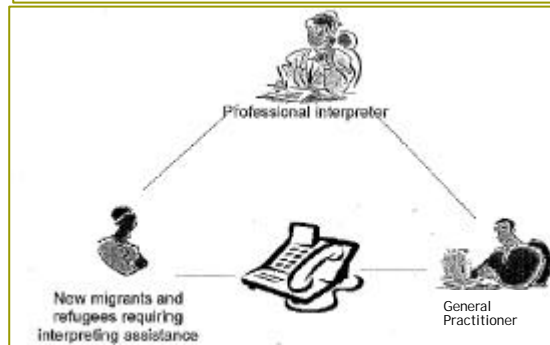 Professional interpreter
New migrants and
refugees requiring
interpreting assistance
General
Practitioner